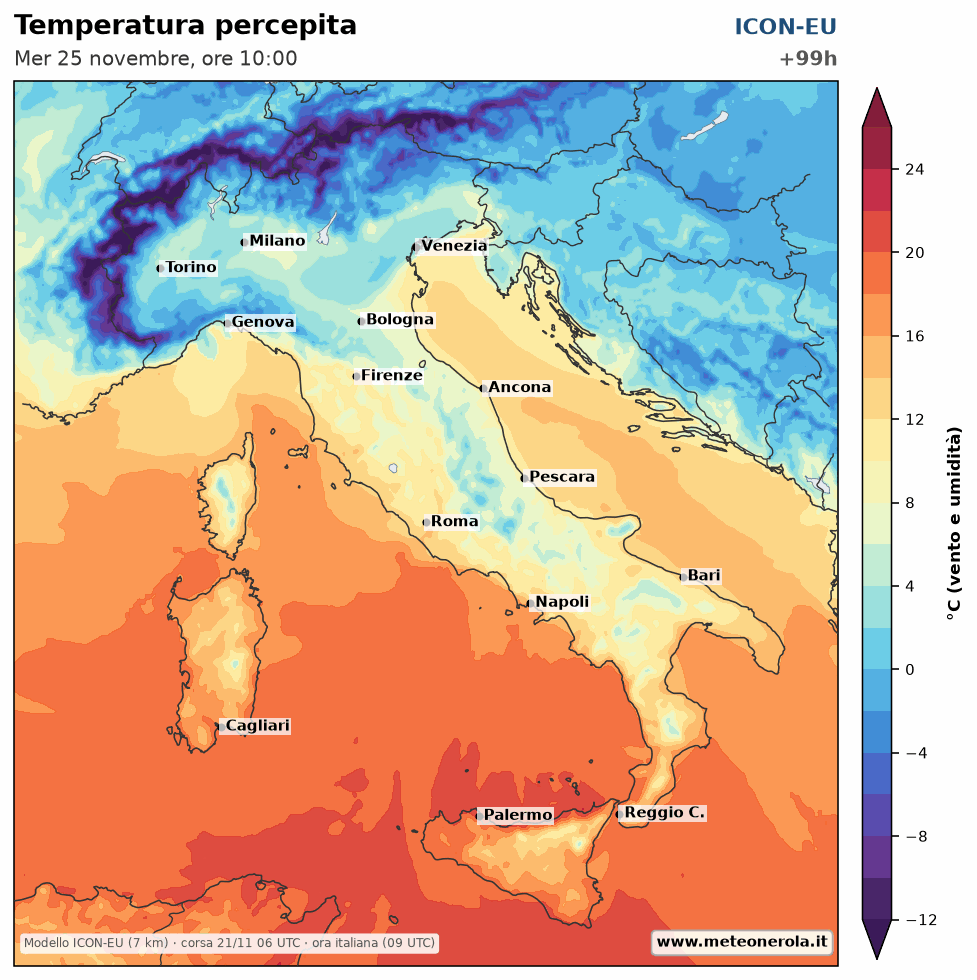 Temperatura percepita
ICON-EU
Mer 25 novembre, ore 10:00
+99h
Milano
Venezia
Torino
Genova
Bologna
Firenze
Ancona
Pescara
Roma
Bari
Napoli
Cagliari
Palermo
Reggio C.
24
20
16
12
8
4
0
−4
−8
−12
°C (vento e umidità)
Modello ICON-EU (7 km) · corsa 21/11 06 UTC · ora italiana (09 UTC)
www.meteonerola.it